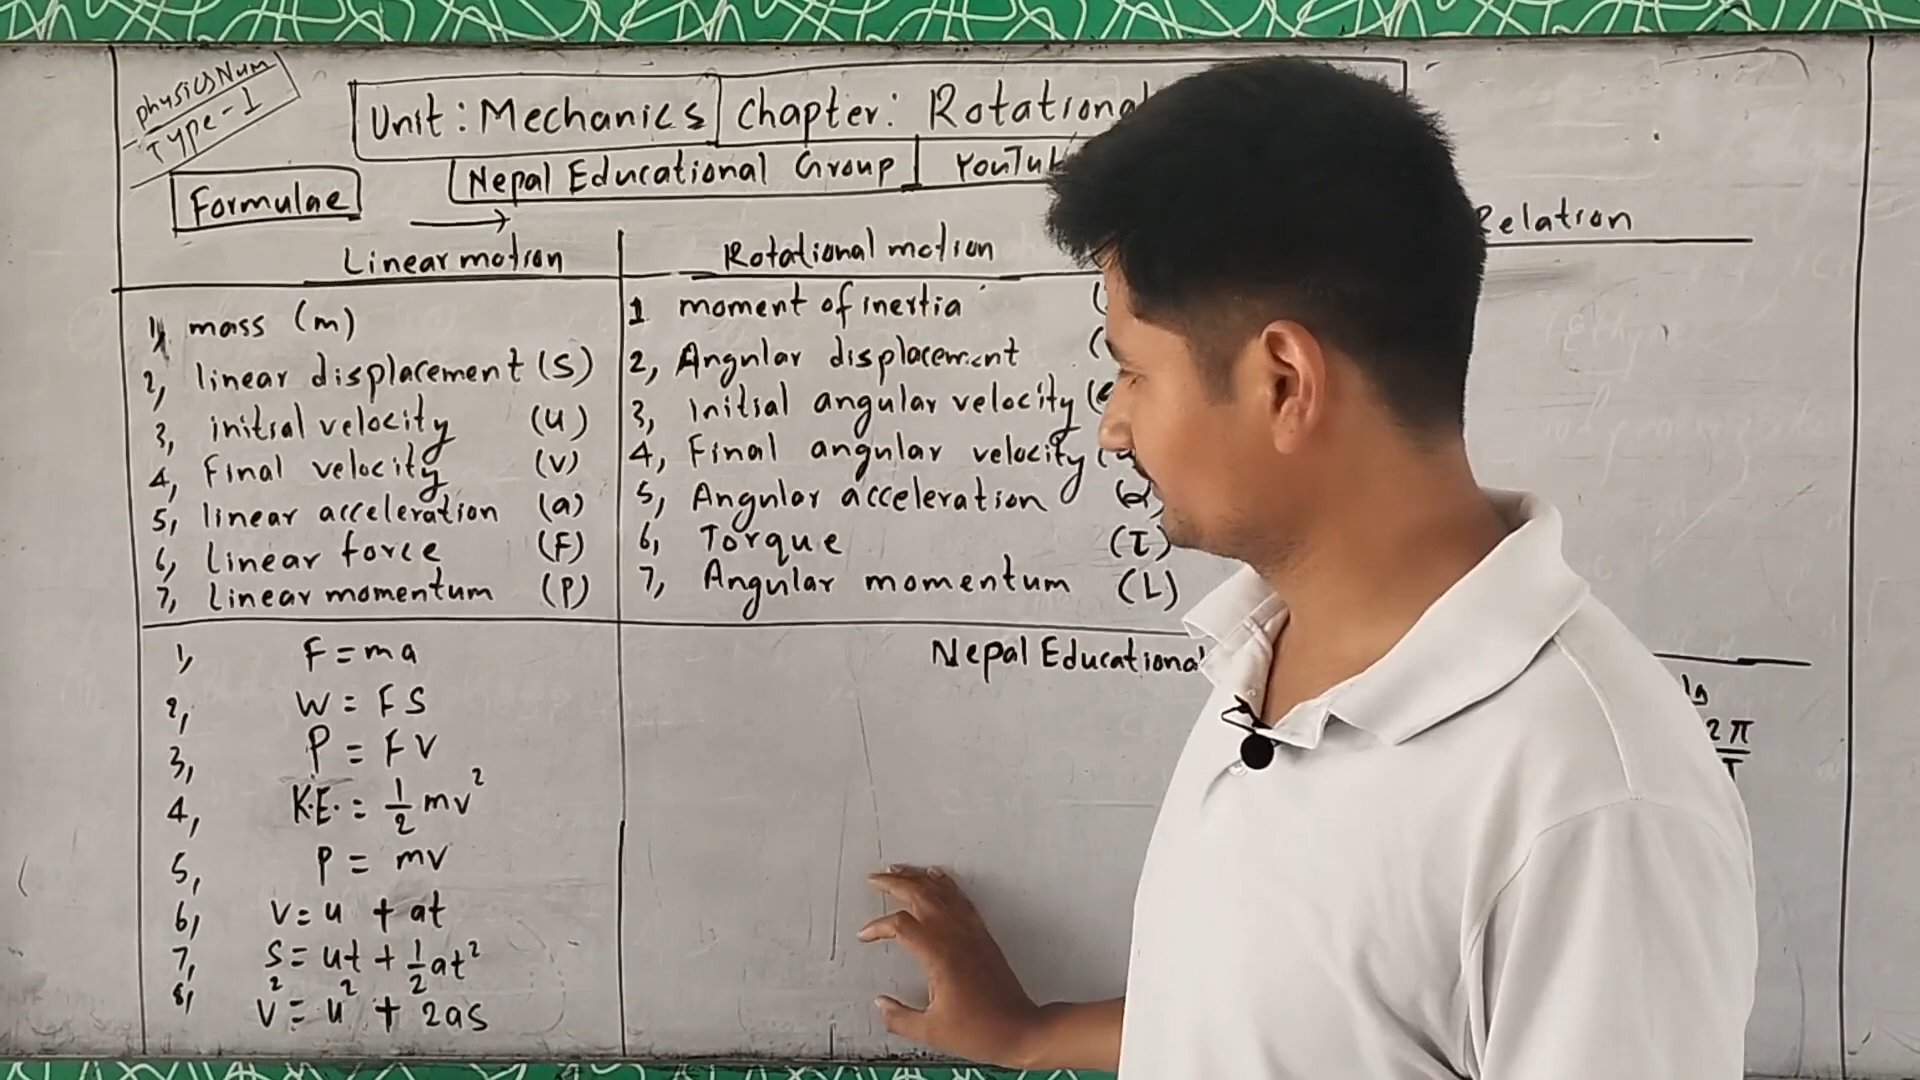 physics Num
Type-1
Unit: Mechanics
Chapter: Rotationa
Nepal Educational Group
YouTu
Formulae
Linear motion
Rotational motion
Relation
1, mass (m)
2, linear displacement (S)
3, initial velocity (u)
4, Final velocity (v)
5, linear acceleration (a)
6, Linear force (F)
7, Linear momentum (P)
1 moment of inertia (
2, Angular displacement (
3, Initial angular velocity (
4, Final angular velocity (
5, Angular acceleration (α)
6, Torque (τ)
7, Angular momentum (L)
Nepal Educational
1, F = ma
2, W = FS
3, P = FV
4, K.E. = 1/2 mv²
5, P = mv
6, v = u + at
7, S = ut + 1/2 at²
8, v² = u² + 2as
2π
T